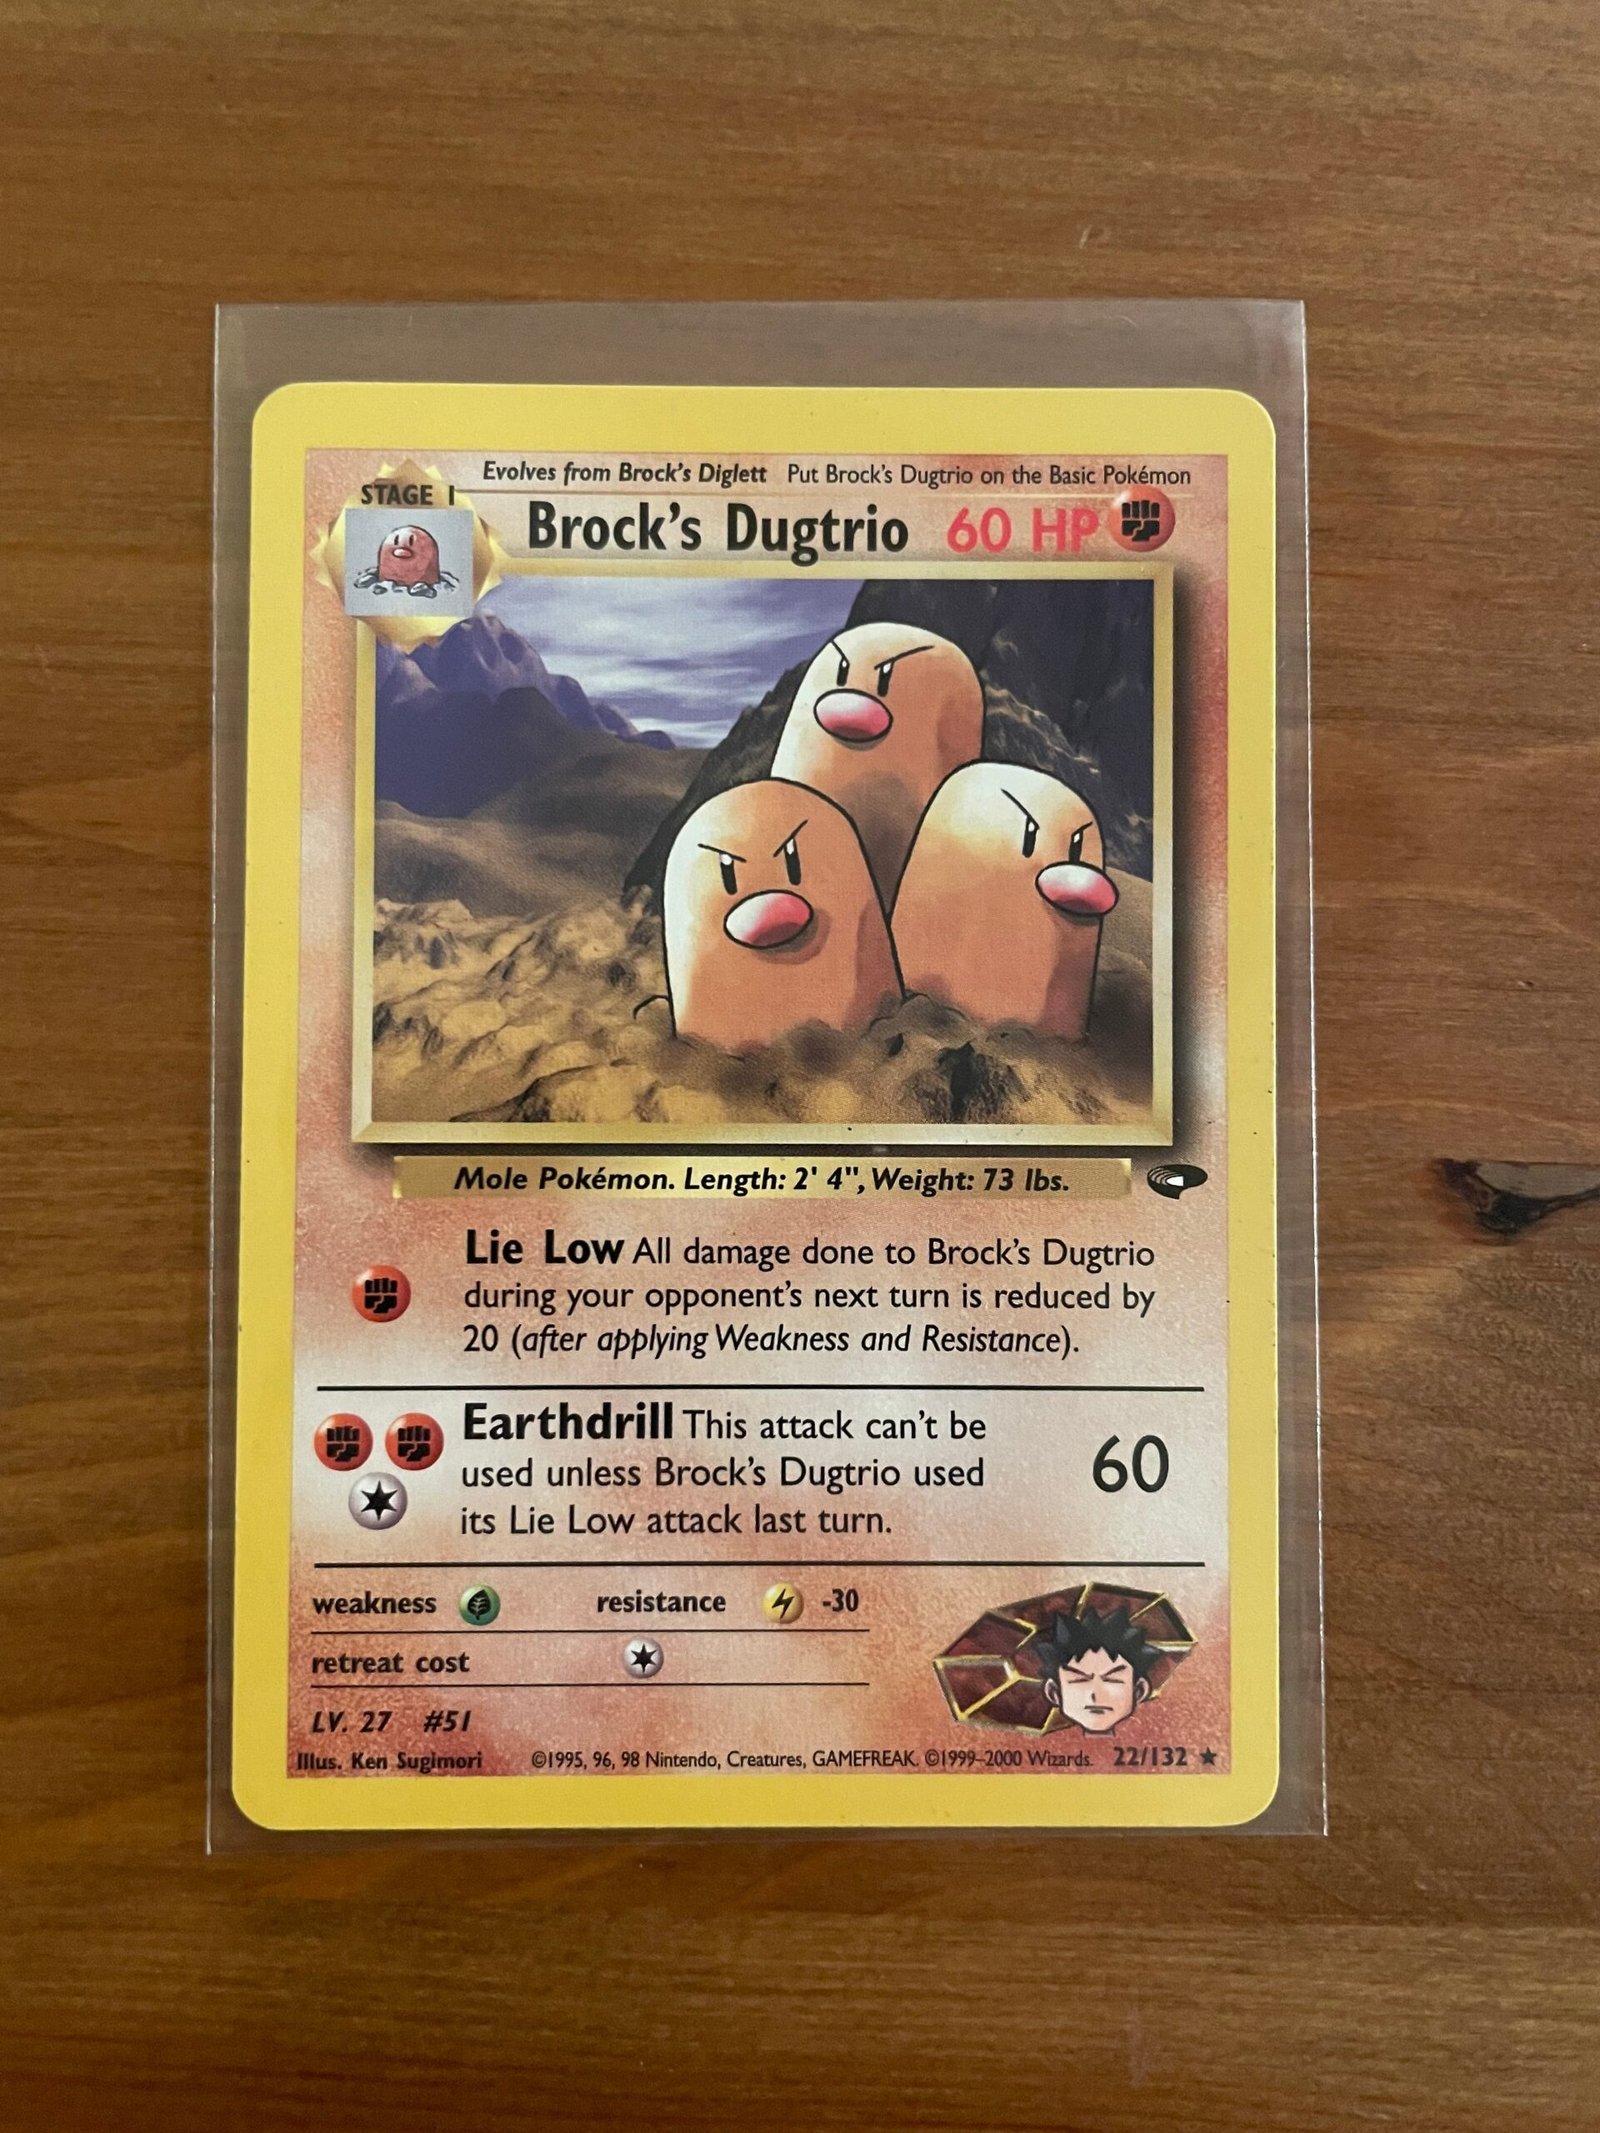 Evolves from Brock's Diglett Put Brock's Dugtrio on the Basic Pokémon
STAGE 1
Brock's Dugtrio 60 HP
Mole Pokémon. Length: 2' 4", Weight: 73 lbs.
Lie Low All damage done to Brock's Dugtrio
during your opponent's next turn is reduced by
20 (after applying Weakness and Resistance).
Earthdrill This attack can't be
used unless Brock's Dugtrio used
its Lie Low attack last turn.
60
weakness resistance -30
retreat cost
LV. 27 #51
Illus. Ken Sugimori ©1995, 96, 98 Nintendo, Creatures, GAMEFREAK. ©1999–2000 Wizards. 22/132 ★